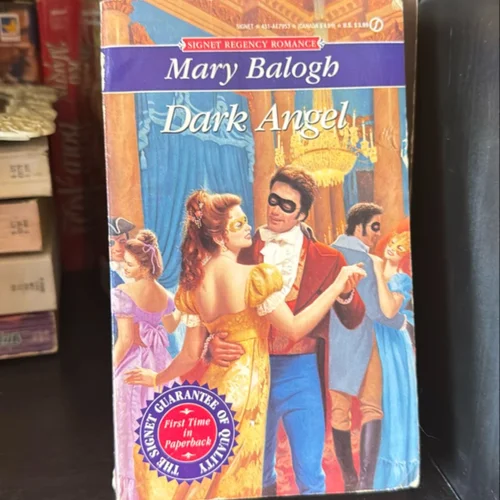 SIGNET REGENCY ROMANCE
Mary Balogh
Dark Angel
THE SIGNET GUARANTEE OF QUALITY
First Time
in
Paperback